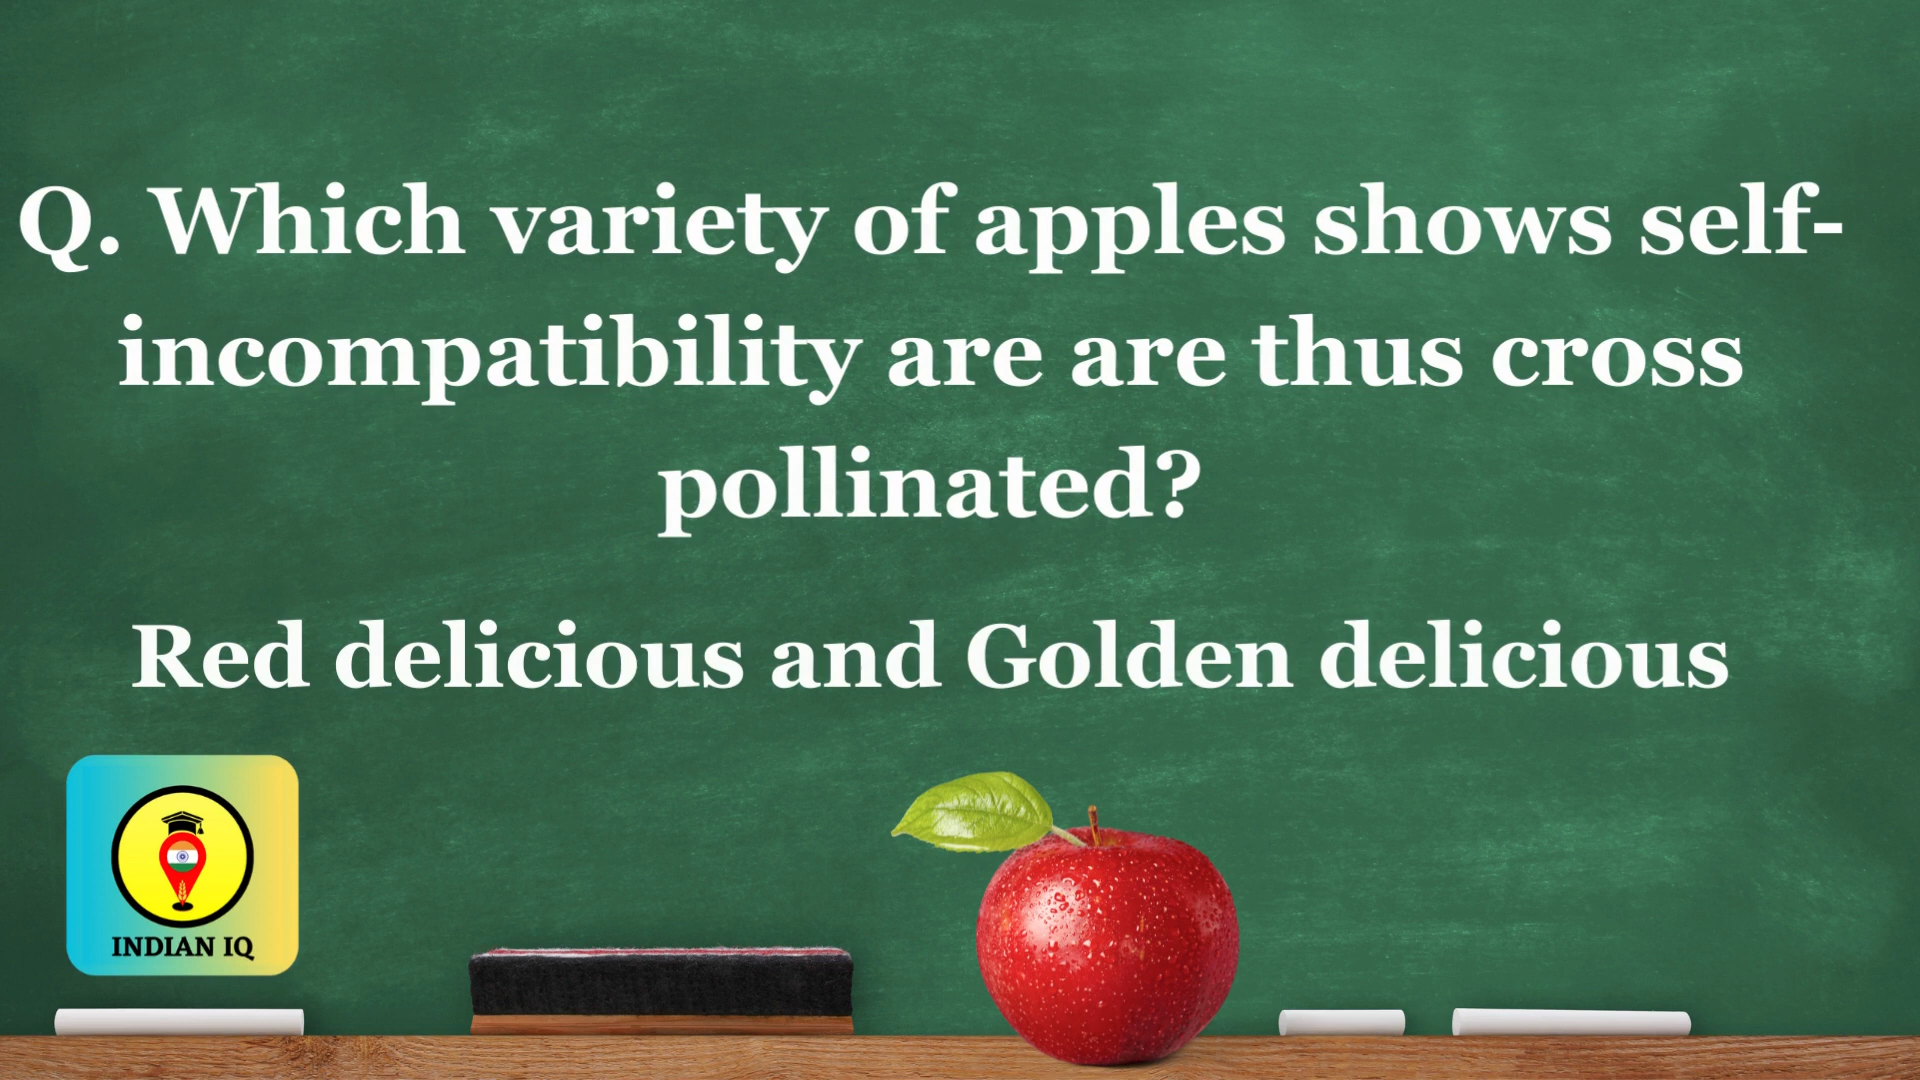 Q. Which variety of apples shows self-
incompatibility are are thus cross
pollinated?
Red delicious and Golden delicious
INDIAN IQ